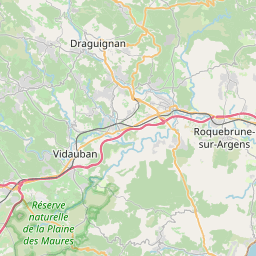 Draguignan
Roquebrune-
sur-Argens
Vidauban
Réserve
naturelle
de la Plaine
des Maures